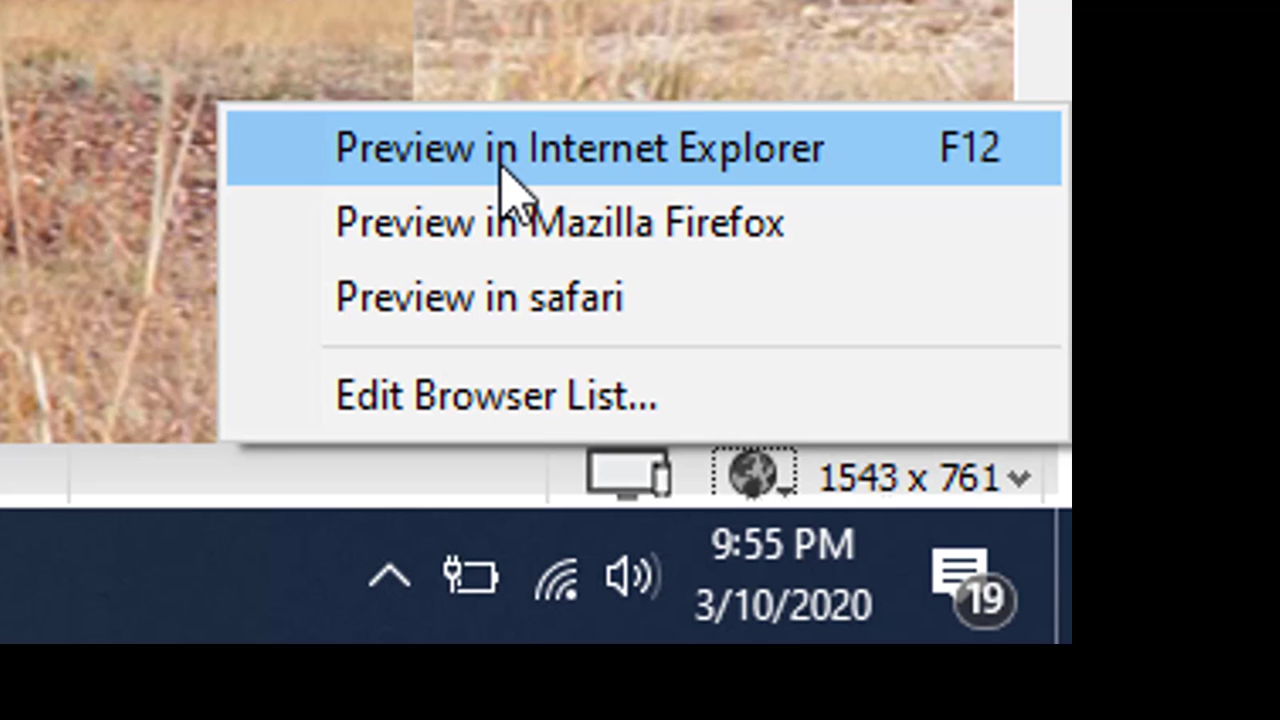 Preview in Internet Explorer F12
Preview in Mazilla Firefox
Preview in safari
Edit Browser List...
1543 x 761
9:55 PM
3/10/2020
19